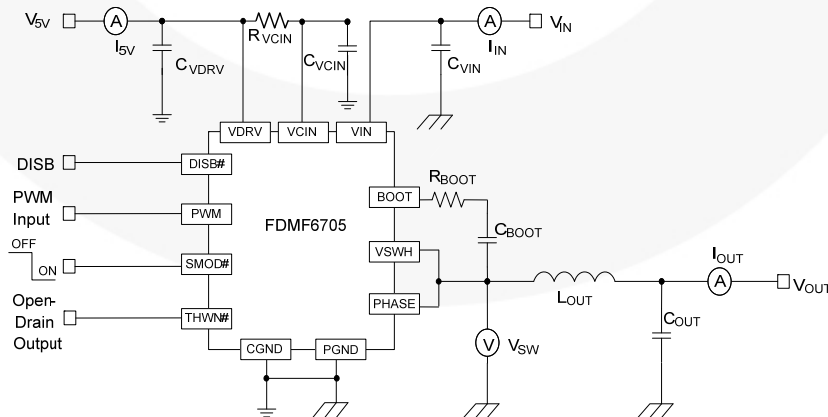 V5V
A
I5V
RVCIN
CVDRV
CVCIN
CVIN
A
IIN
VIN
VDRV
VCIN
VIN
DISB
DISB#
PWM
Input
PWM
FDMF6705
BOOT
RBOOT
CBOOT
OFF
ON
SMOD#
VSWH
PHASE
Open-
Drain
Output
THWN#
CGND
PGND
V
VSW
LOUT
COUT
IOUT
A
VOUT